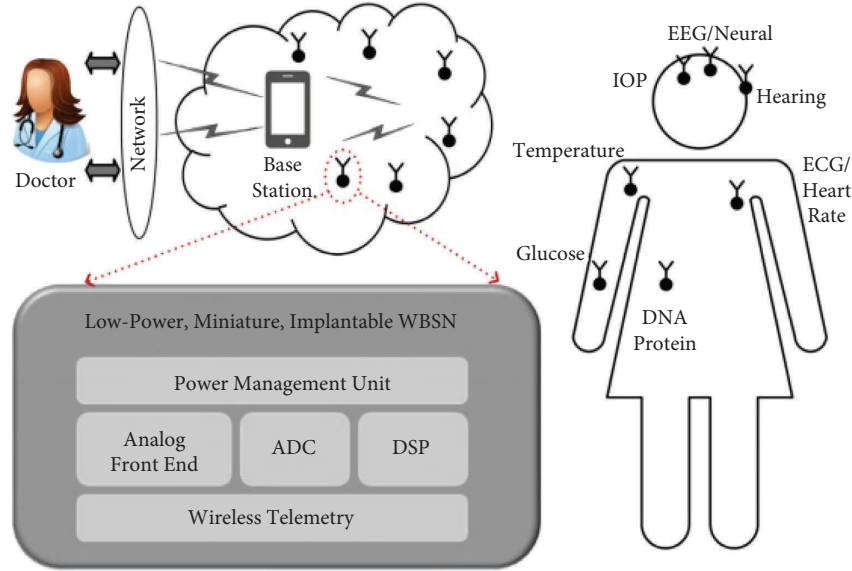 Doctor
Network
Base
Station
Low-Power, Miniature, Implantable WBSN
Power Management Unit
Analog
Front End
ADC
DSP
Wireless Telemetry
EEG/Neural
IOP
Hearing
Temperature
ECG/
Heart
Rate
Glucose
DNA
Protein